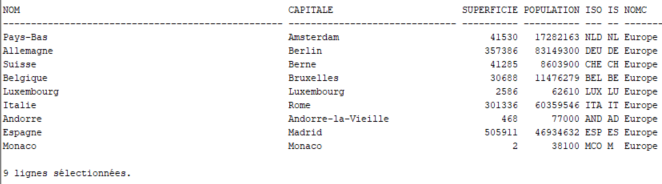 NOM CAPITALE SUPERFICIE POPULATION ISO IS NOMC
Pays-Bas Amsterdam 41530 17282163 NLD NL Europe
Allemagne Berlin 357386 83149300 DEU DE Europe
Suisse Berne 41285 8603900 CHE CH Europe
Belgique Bruxelles 30688 11476279 BEL BE Europe
Luxembourg Luxembourg 2586 62610 LUX LU Europe
Italie Rome 301336 60359546 ITA IT Europe
Andorre Andorre-la-Vieille 468 77000 AND AD Europe
Espagne Madrid 505911 46934632 ESP ES Europe
Monaco Monaco 2 38100 MCO M Europe
9 lignes sélectionnées.